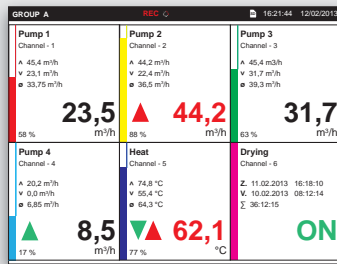 GROUP A REC 16:21:44 12/02/2013
Pump 1
Channel - 1
ʌ 45,4 m³/h
v 23,1 m³/h
ø 33,75 m³/h
23,5
58 % m³/h
Pump 2
Channel - 2
ʌ 44,2 m³/h
v 22,4 m³/h
ø 36,5 m³/h
44,2
88 % m³/h
Pump 3
Channel - 3
ʌ 45,4 m3/h
v 31,7 m³/h
ø 39,3 m³/h
31,7
63 % m³/h
Pump 4
Channel - 4
ʌ 20,2 m³/h
v 0,0 m³/h
ø 6,85 m³/h
8,5
17 % m³/h
Heat
Channel - 5
ʌ 74,8 °C
v 55,4 °C
ø 64,3 °C
62,1
77 % °C
Drying
Channel - 6
Z. 11.02.2013 16:18:10
V. 10.02.2013 08:12:14
∑ 36:12:15
ON